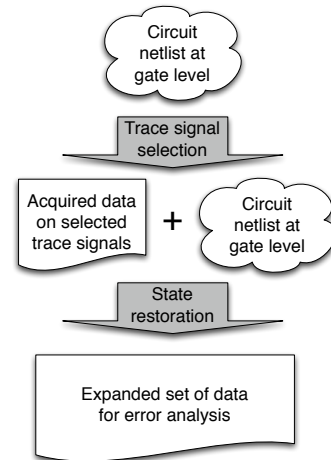 Circuit
netlist at
gate level
Trace signal
selection
Acquired data
on selected
trace signals
+
Circuit
netlist at
gate level
State
restoration
Expanded set of data
for error analysis